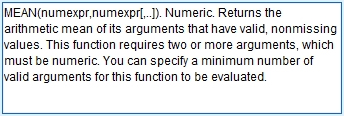 MEAN(numexpr,numexpr[,..]). Numeric. Returns the
arithmetic mean of its arguments that have valid, nonmissing
values. This function requires two or more arguments, which
must be numeric. You can specify a minimum number of
valid arguments for this function to be evaluated.